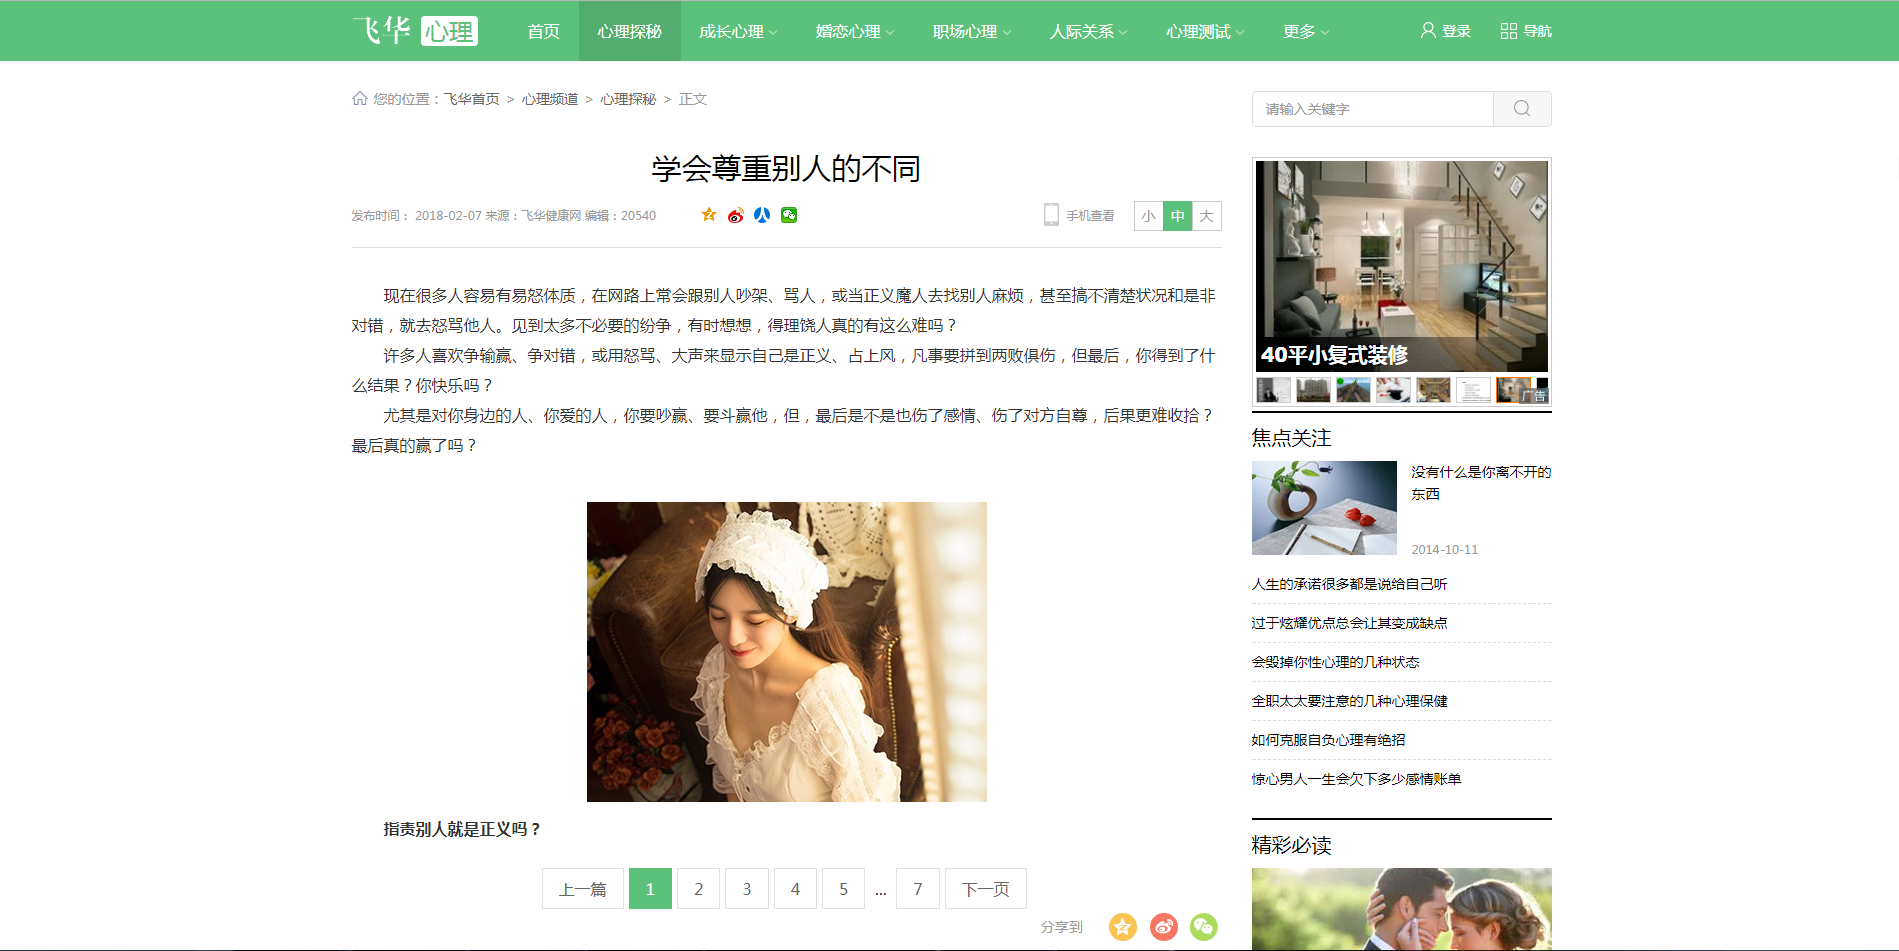 飞华 心理 首页 心理探秘 成长心理 婚恋心理 职场心理 人际关系 心理测试 更多 登录 导航
您的位置：飞华首页 > 心理频道 > 心理探秘 > 正文
请输入关键字
学会尊重别人的不同
发布时间： 2018-02-07 来源：飞华健康网 编辑：20540
手机查看 小 中 大
现在很多人容易有易怒体质，在网路上常会跟别人吵架、骂人，或当正义魔人去找别人麻烦，甚至搞不清楚状况和是非
对错，就去怒骂他人。见到太多不必要的纷争，有时想想，得理饶人真的有这么难吗？
许多人喜欢争输赢、争对错，或用怒骂、大声来显示自己是正义、占上风，凡事要拼到两败俱伤，但最后，你得到了什
么结果？你快乐吗？
尤其是对你身边的人、你爱的人，你要吵赢、要斗赢他，但，最后是不是也伤了感情、伤了对方自尊，后果更难收拾？
最后真的赢了吗？
指责别人就是正义吗？
上一篇 1 2 3 4 5 ... 7 下一页
分享到
40平小复式装修
广告
焦点关注
没有什么是你离不开的
东西
2014-10-11
人生的承诺很多都是说给自己听
过于炫耀优点总会让其变成缺点
会毁掉你性心理的几种状态
全职太太要注意的几种心理保健
如何克服自负心理有绝招
惊心男人一生会欠下多少感情账单
精彩必读